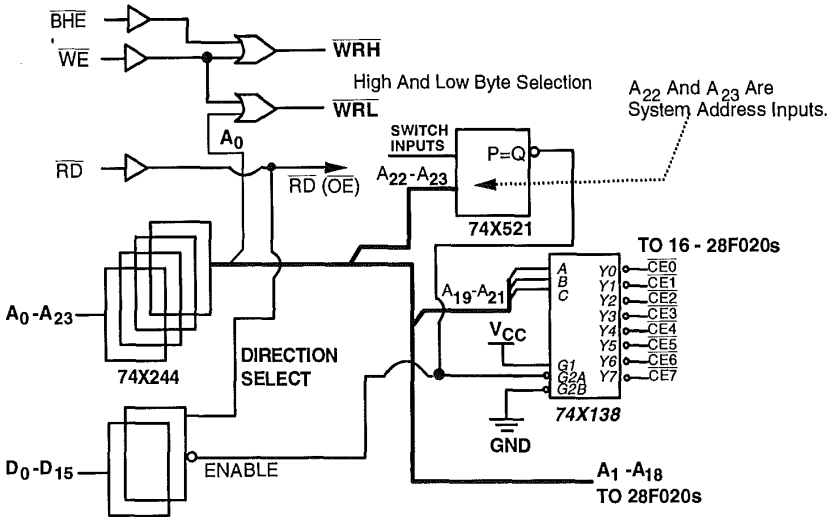 BHE
WE
WRH
High And Low Byte Selection
WRL
A22 And A23 Are
System Address Inputs.
A0
SWITCH
INPUTS
P=Q
RD
RD (OE)
A22-A23
74X521
TO 16 - 28F020s
A0-A23
74X244
A19-A21
A
B
C
Y0
Y1
Y2
Y3
Y4
Y5
Y6
Y7
CE0
CE1
CE2
CE3
CE4
CE5
CE6
CE7
VCC
G1
G2A
G2B
74X138
DIRECTION
SELECT
GND
D0-D15
ENABLE
A1 -A18
TO 28F020s